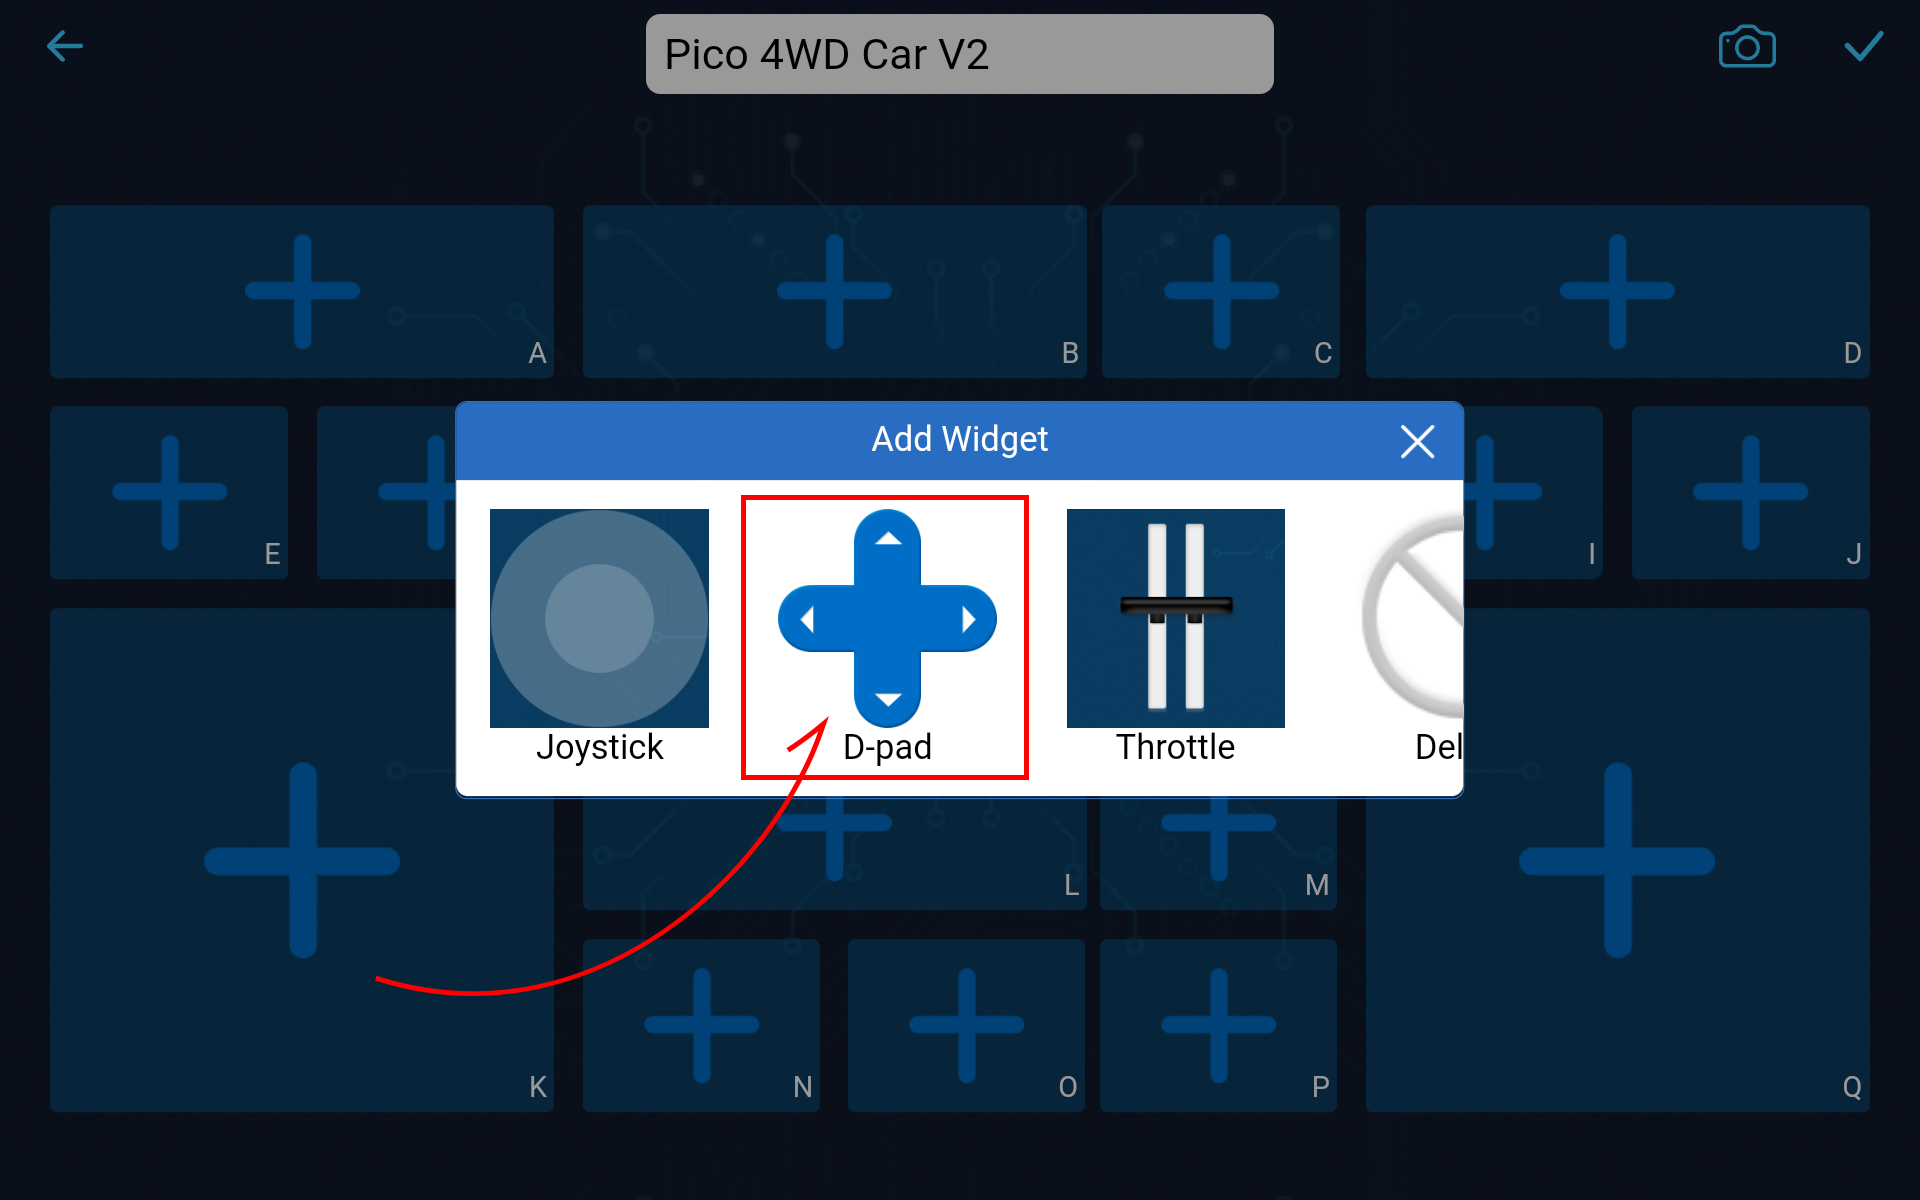 Pico 4WD Car V2
A
B
C
D
Add Widget
E
I
J
Joystick
D-pad
Throttle
Del
L
M
K
N
O
P
Q